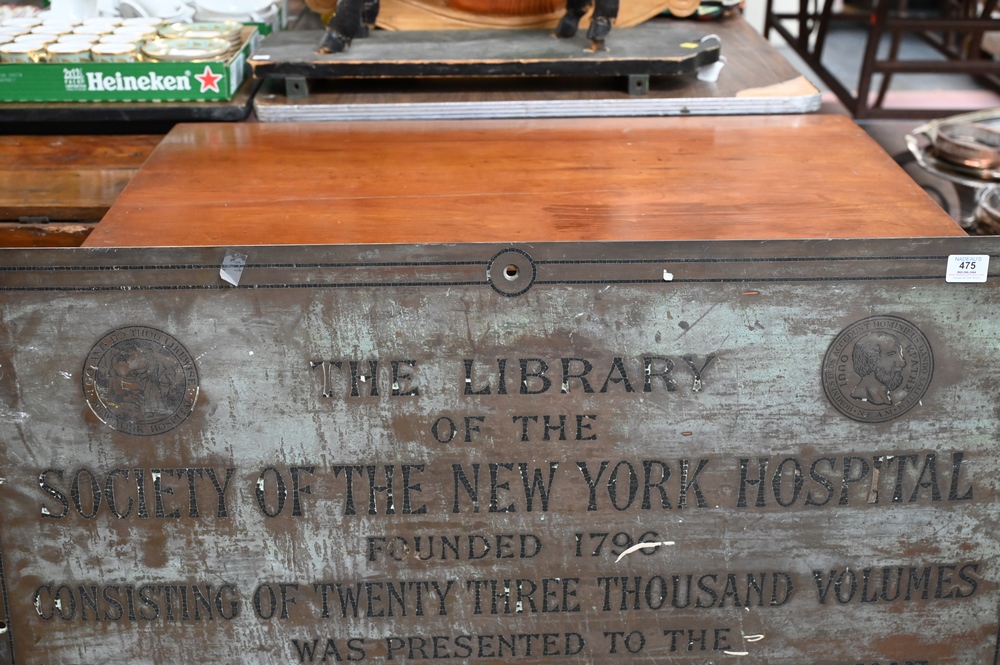 Heineken
NADEAU'S
475
THE LIBRARY
OF THE
SOCIETY OF THE NEW YORK HOSPITAL
FOUNDED 1796
CONSISTING OF TWENTY THREE THOUSAND VOLUMES
WAS PRESENTED TO THE